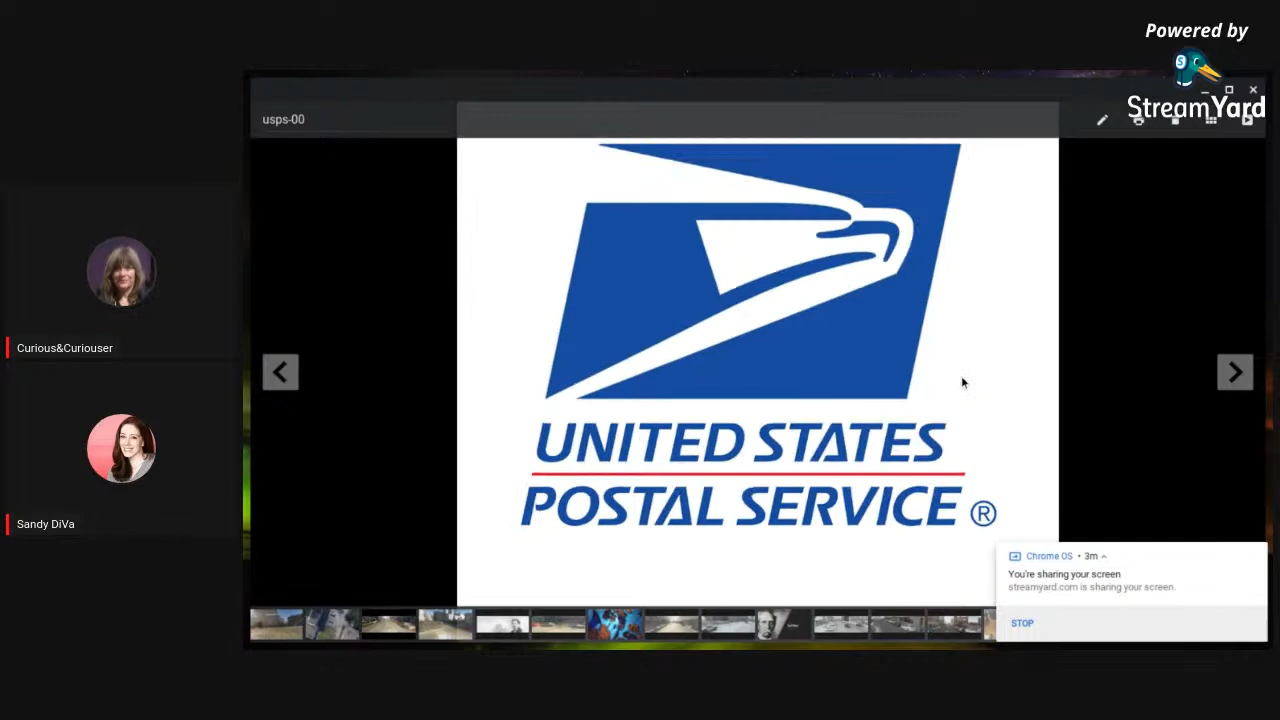 Powered by
StreamYard
usps-00
Curious&Curiouser
Sandy DiVa
UNITED STATES
POSTAL SERVICE ®
Chrome OS • 3m
You're sharing your screen
streamyard.com is sharing your screen.
STOP